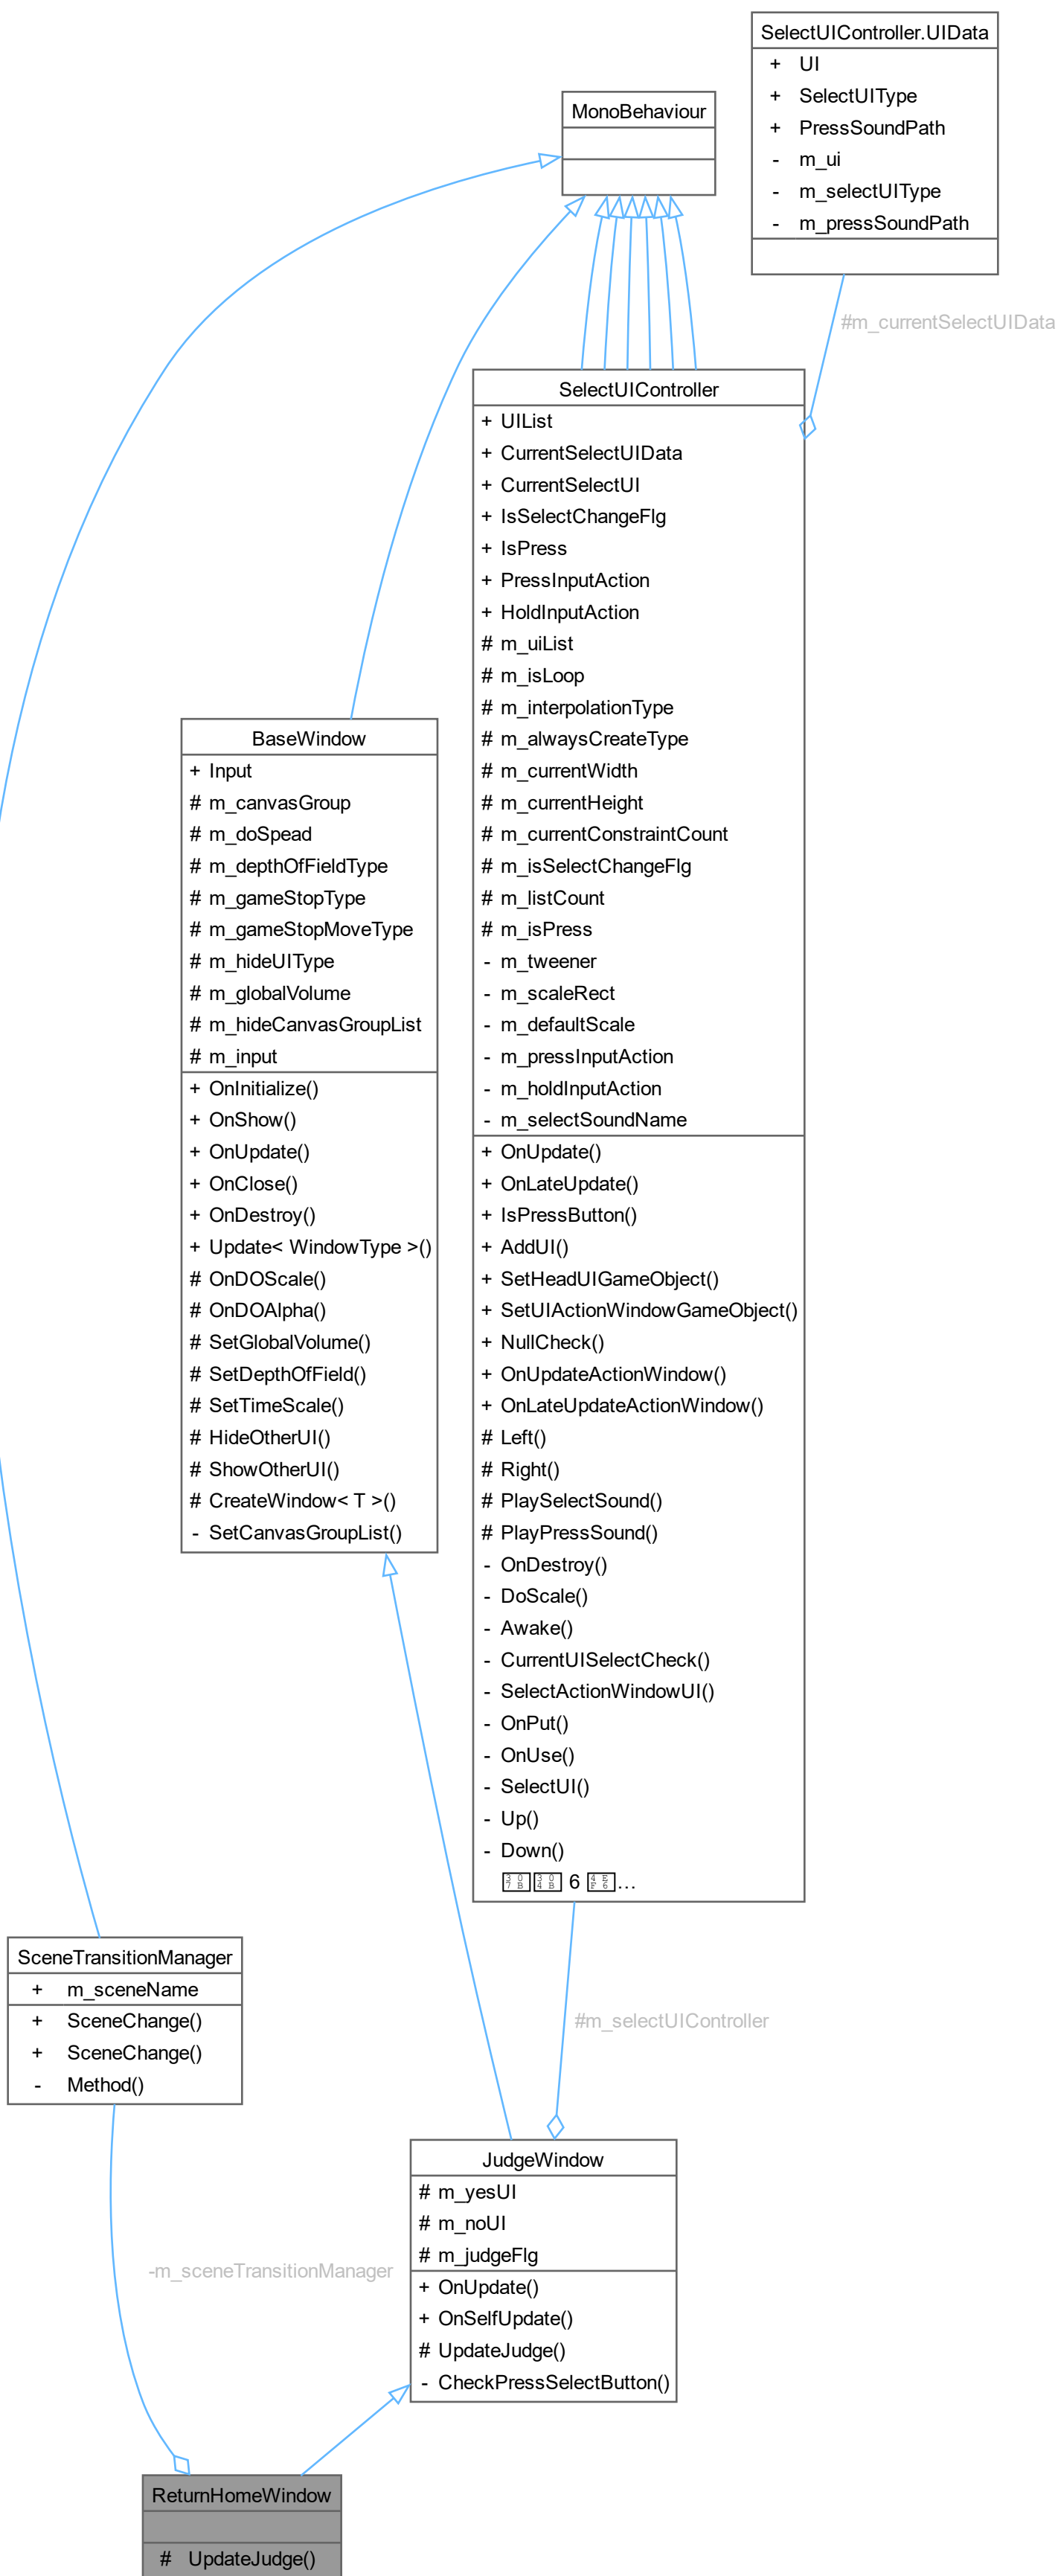 SelectUIController.UIData
+ UI
+ SelectUIType
+ PressSoundPath
- m_ui
- m_selectUIType
- m_pressSoundPath
MonoBehaviour
#m_currentSelectUIData
SelectUIController
+ UIList
+ CurrentSelectUIData
+ CurrentSelectUI
+ IsSelectChangeFlg
+ IsPress
+ PressInputAction
+ HoldInputAction
# m_uiList
# m_isLoop
# m_interpolationType
# m_alwaysCreateType
# m_currentWidth
# m_currentHeight
# m_currentConstraintCount
# m_isSelectChangeFlg
# m_listCount
# m_isPress
- m_tweener
- m_scaleRect
- m_defaultScale
- m_pressInputAction
- m_holdInputAction
- m_selectSoundName
+ OnUpdate()
+ OnLateUpdate()
+ IsPressButton()
+ AddUI()
+ SetHeadUIGameObject()
+ SetUIActionWindowGameObject()
+ NullCheck()
+ OnUpdateActionWindow()
+ OnLateUpdateActionWindow()
# Left()
# Right()
# PlaySelectSound()
# PlayPressSound()
- OnDestroy()
- DoScale()
- Awake()
- CurrentUISelectCheck()
- SelectActionWindowUI()
- OnPut()
- OnUse()
- SelectUI()
- Up()
- Down()
6 ...
BaseWindow
+ Input
# m_canvasGroup
# m_doSpead
# m_depthOfFieldType
# m_gameStopType
# m_gameStopMoveType
# m_hideUIType
# m_globalVolume
# m_hideCanvasGroupList
# m_input
+ OnInitialize()
+ OnShow()
+ OnUpdate()
+ OnClose()
+ OnDestroy()
+ Update< WindowType >()
# OnDOScale()
# OnDOAlpha()
# SetGlobalVolume()
# SetDepthOfField()
# SetTimeScale()
# HideOtherUI()
# ShowOtherUI()
# CreateWindow< T >()
- SetCanvasGroupList()
SceneTransitionManager
+ m_sceneName
+ SceneChange()
+ SceneChange()
- Method()
#m_selectUIController
JudgeWindow
# m_yesUI
# m_noUI
# m_judgeFlg
+ OnUpdate()
+ OnSelfUpdate()
# UpdateJudge()
- CheckPressSelectButton()
-m_sceneTransitionManager
ReturnHomeWindow
# UpdateJudge()